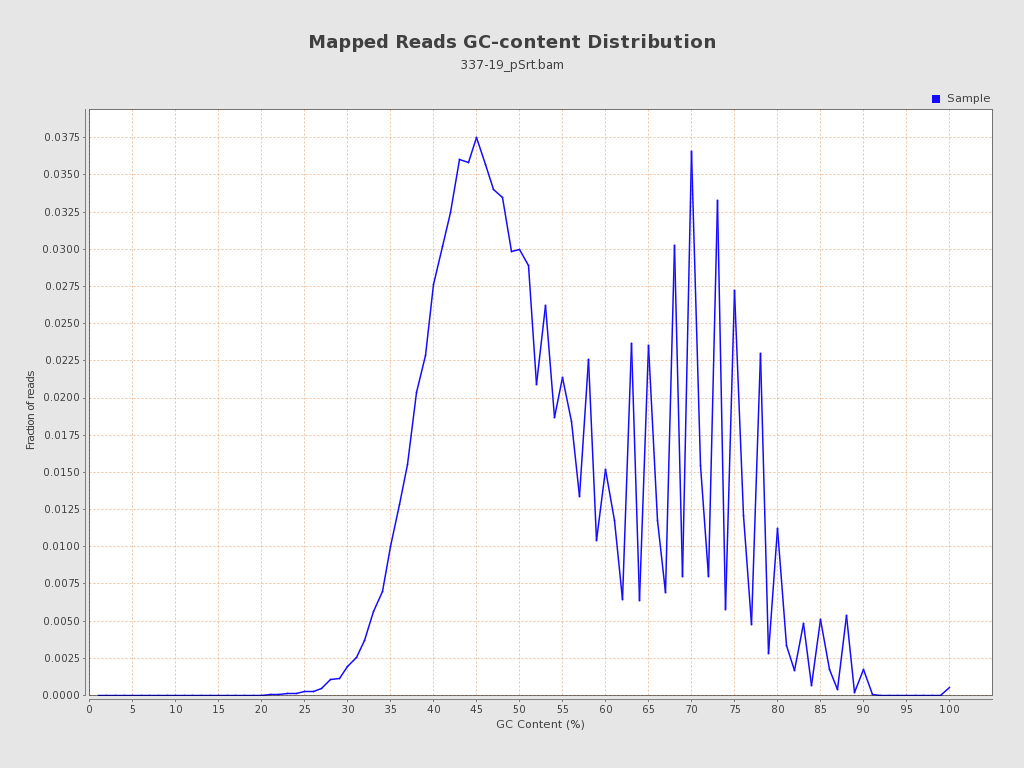 Mapped Reads GC-content Distribution
337-19_pSrt.bam
Sample
0.0375
0.0350
0.0325
0.0300
0.0275
0.0250
0.0225
0.0200
0.0175
0.0150
0.0125
0.0100
0.0075
0.0050
0.0025
0.0000
Fraction of reads
0 5 10 15 20 25 30 35 40 45 50 55 60 65 70 75 80 85 90 95 100
GC Content (%)